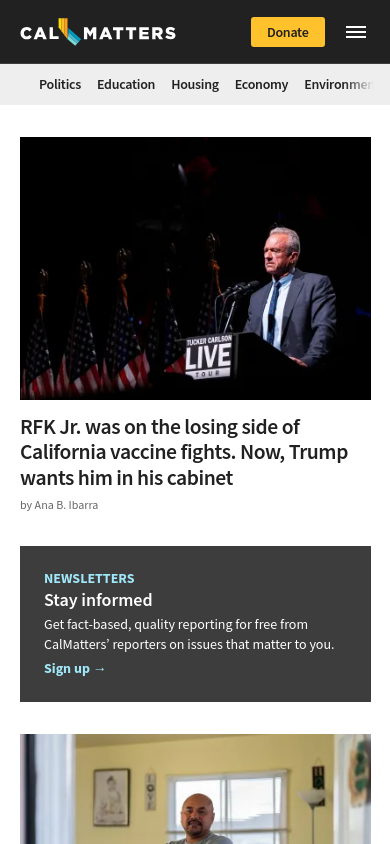 CAL MATTERS
Donate
Politics Education Housing Economy Environmen
TUCKER CARLSON
LIVE
TOUR
RFK Jr. was on the losing side of
California vaccine fights. Now, Trump
wants him in his cabinet
by Ana B. Ibarra
NEWSLETTERS
Stay informed
Get fact-based, quality reporting for free from
CalMatters’ reporters on issues that matter to you.
Sign up →